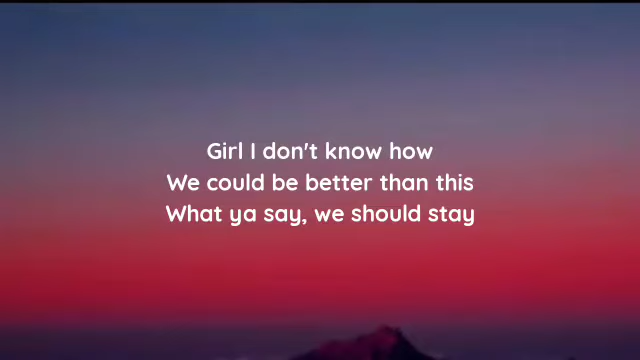 Girl I don't know how
We could be better than this
What ya say, we should stay